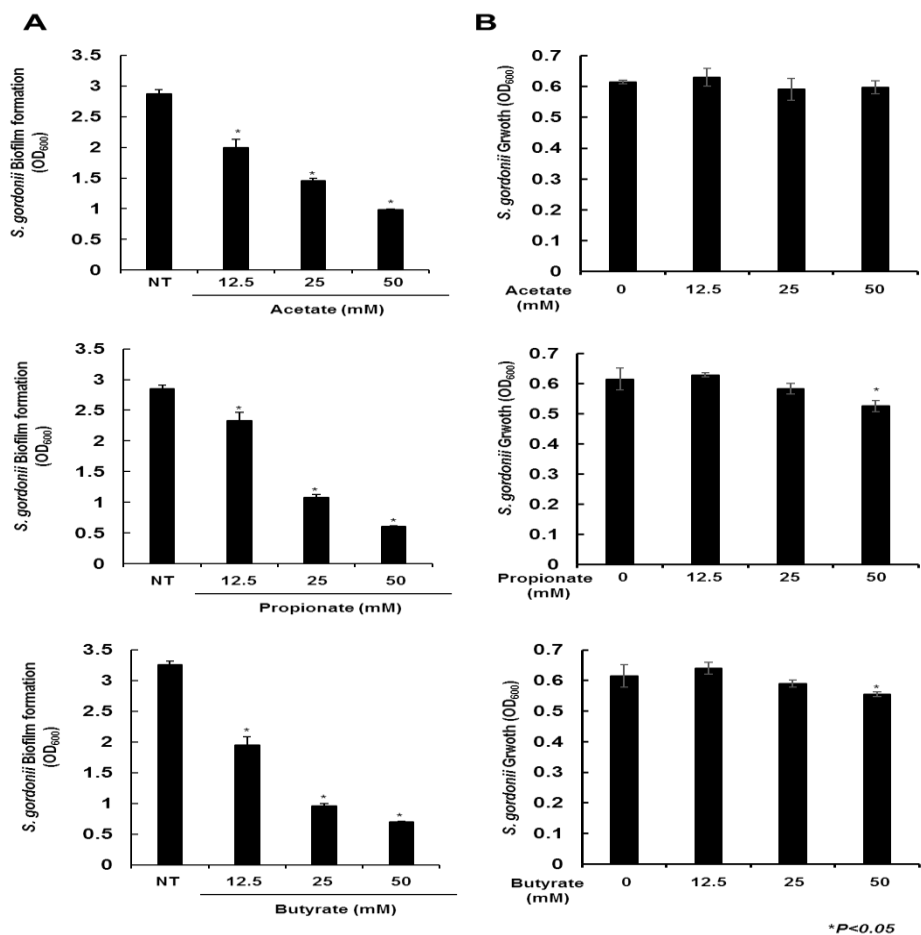 A
S. gordonii Biofilm formation
(OD600)
3.5
3
2.5
2
1.5
1
0.5
0
*
*
*
NT 12.5 25 50
Acetate (mM)
S. gordonii Biofilm formation
(OD600)
3.5
3
2.5
2
1.5
1
0.5
0
*
*
*
NT 12.5 25 50
Propionate (mM)
S. gordonii Biofilm formation
(OD600)
3.5
3
2.5
2
1.5
1
0.5
0
*
*
*
NT 12.5 25 50
Butyrate (mM)
B
S. gordonii Grwoth (OD600)
0.7
0.6
0.5
0.4
0.3
0.2
0.1
0
Acetate 0 12.5 25 50
(mM)
S. gordonii Grwoth (OD600)
0.7
0.6
0.5
0.4
0.3
0.2
0.1
0
*
Propionate 0 12.5 25 50
(mM)
S. gordonii Grwoth (OD600)
0.7
0.6
0.5
0.4
0.3
0.2
0.1
0
*
Butyrate 0 12.5 25 50
(mM)
*P<0.05